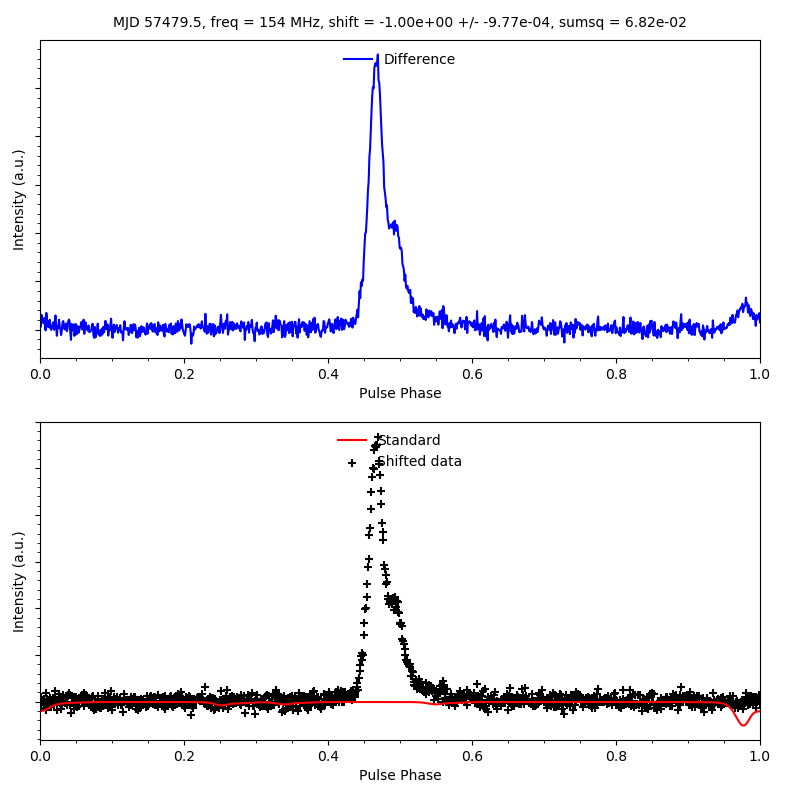 MJD 57479.5, freq = 154 MHz, shift = -1.00e+00 +/- -9.77e-04, sumsq = 6.82e-02
Difference
Intensity (a.u.)
0.0 0.2 0.4 0.6 0.8 1.0
Pulse Phase
Standard
Shifted data
Intensity (a.u.)
0.0 0.2 0.4 0.6 0.8 1.0
Pulse Phase